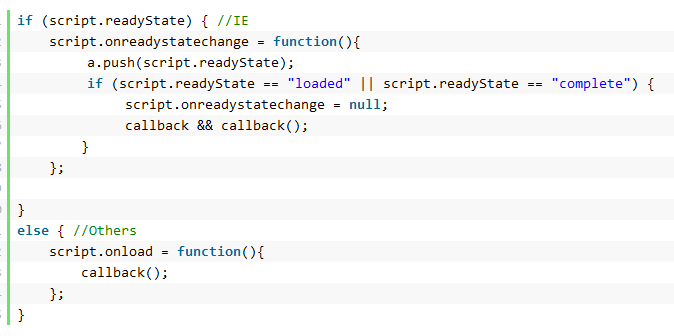 if (script.readyState) { //IE
    script.onreadystatechange = function(){
         a.push(script.readyState);
         if (script.readyState == "loaded" || script.readyState == "complete") {
              script.onreadystatechange = null;
              callback && callback();
        }
    };

}
else { //Others
    script.onload = function(){
        callback();
    };
}